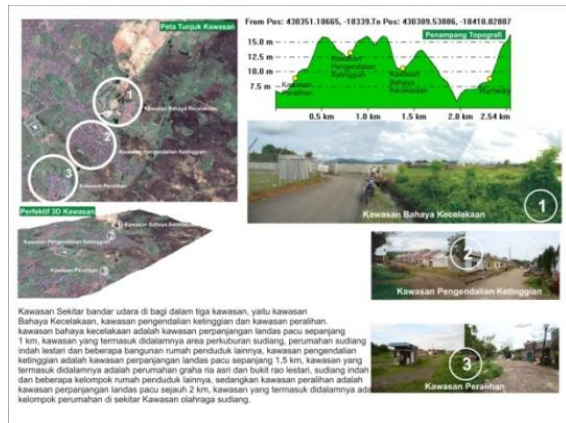 Peta Tunjuk Kawasan
1
Kawasan Bahaya Kecelakaan
2
Kawasan Pengendalian Ketinggian
3
Kawasan Peralihan
Perfektif 3D Kawasan
1 Kawasan Bahaya Kecelakaan
2
Kawasan Pengendalian Ketinggian
Kawasan Peralihan 3
From Pos: 430351.10665, -18339.To Pos: 430309.53886, -18410.02807
Penampang Topografi
15.0 m
12.5 m
10.0 m
7.5 m
Kawasan
Peralihan
Kawasan
Pengendalian
Ketinggian
Kawasan
Bahaya
Kecelakaan
Runway
0.5 km 1.0 km 1.5 km 2.0 km 2.54 km
Kawasan Bahaya Kecelakaan
1
2
Kawasan Pengendalian Ketinggian
3
Kawasan Peralihan
Kawasan Sekitar bandar udara di bagi dalam tiga kawasan, yaitu kawasan
Bahaya Kecelakaan, kawasan pengendalian ketinggian dan kawasan peralihan.
kawasan bahaya kecelakaan adalah kawasan perpanjangan landas pacu sepanjang
1 km, kawasan yang termasuk didalamnya area perkuburan sudiang, perumahan sudiang
indah lestari dan beberapa bangunan rumah penduduk lainnya, kawasan pengendalian
ketinggian adalah kawasan perpanjangan landas pacu sepanjang 1,5 km, kawasan yang
termasuk didalamnya adalah perumahan graha ria asri dan bukit rao lestari, sudiang indah
dan beberapa kelompok rumah penduduk lainnya, sedangkan kawasan peralihan adalah
kawasan perpanjangan landas pacu sejauh 2 km, kawasan yang termasuk didalamnya ada
kelompok perumahan di sekitar Kawasan olahraga sudiang.